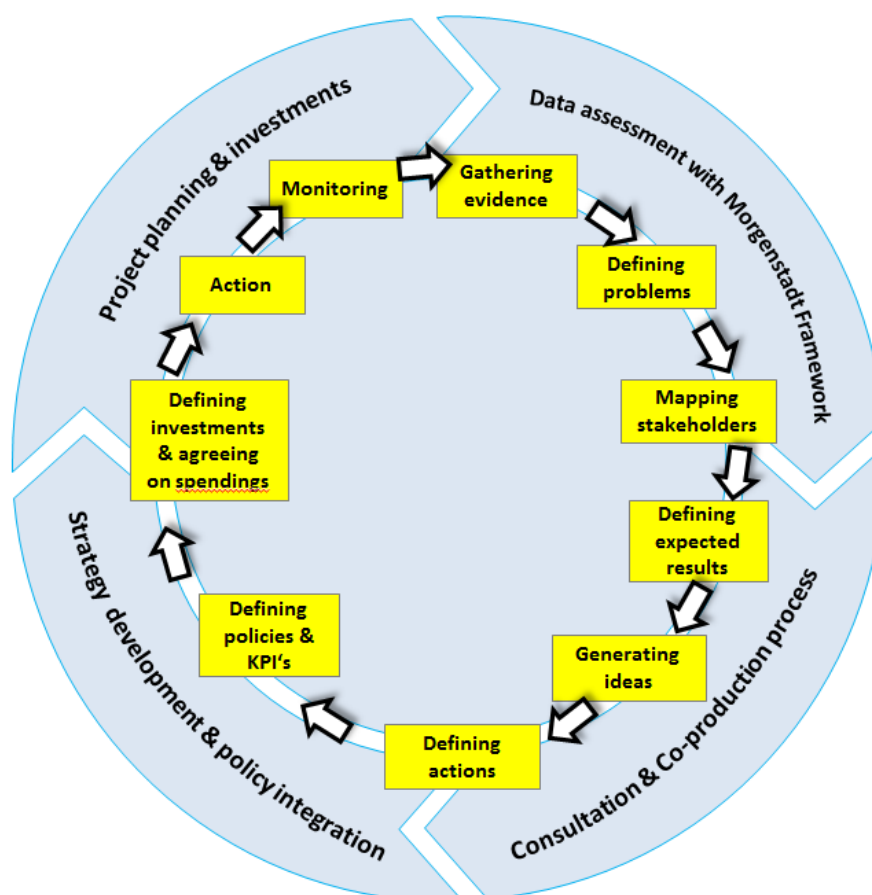 Project planning & investments
Data assessment with Morgenstadt Framework
Consultation & Co-production process
Strategy development & policy integration
Gathering
evidence
Defining
problems
Mapping
stakeholders
Defining
expected
results
Generating
ideas
Defining
actions
Defining
policies &
KPI‘s
Defining
investments
& agreeing
on spendings
Action
Monitoring